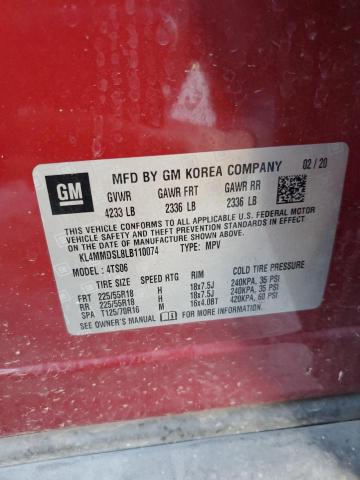 GM
MFD BY GM KOREA COMPANY 02 / 20
GVWR GAWR FRT GAWR RR
4233 LB 2336 LB 2336 LB
THIS VEHICLE CONFORMS TO ALL APPLICABLE U.S. FEDERAL MOTOR
VEHICLE SAFETY, BUMPER, AND THEFT PREVENTION STANDARDS IN
EFFECT ON THE DATE OF MANUFACTURE SHOWN ABOVE.
KL4MMDSL8LB110074 TYPE: MPV
MODEL: 4TS06
TIRE SIZE SPEED RTG RIM COLD TIRE PRESSURE
FRT 225/55R18 H 18x7.5J 240KPA, 35 PSI
RR 225/55R18 H 18x7.5J 240KPA, 35 PSI
SPA T125/70R16 M 16x4.0BT 420KPA, 60 PSI
SEE OWNER'S MANUAL FOR MORE INFORMATION